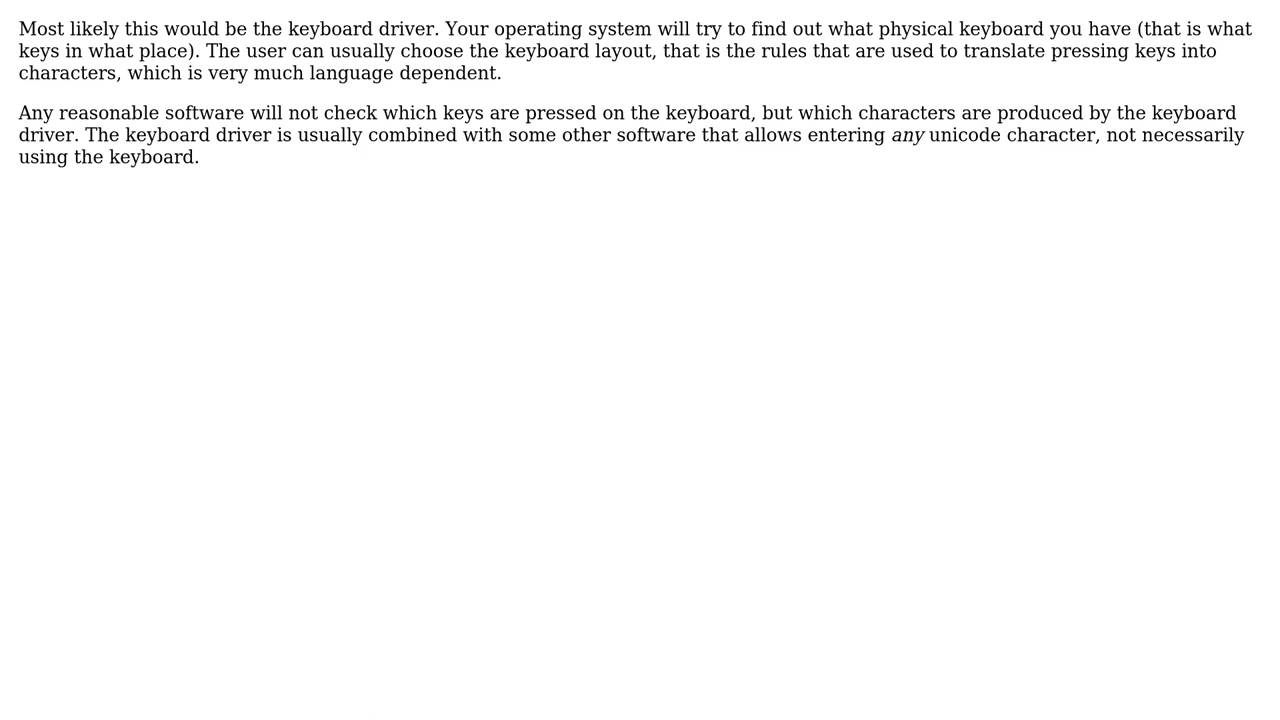 Most likely this would be the keyboard driver. Your operating system will try to find out what physical keyboard you have (that is what
keys in what place). The user can usually choose the keyboard layout, that is the rules that are used to translate pressing keys into
characters, which is very much language dependent.
Any reasonable software will not check which keys are pressed on the keyboard, but which characters are produced by the keyboard
driver. The keyboard driver is usually combined with some other software that allows entering any unicode character, not necessarily
using the keyboard.